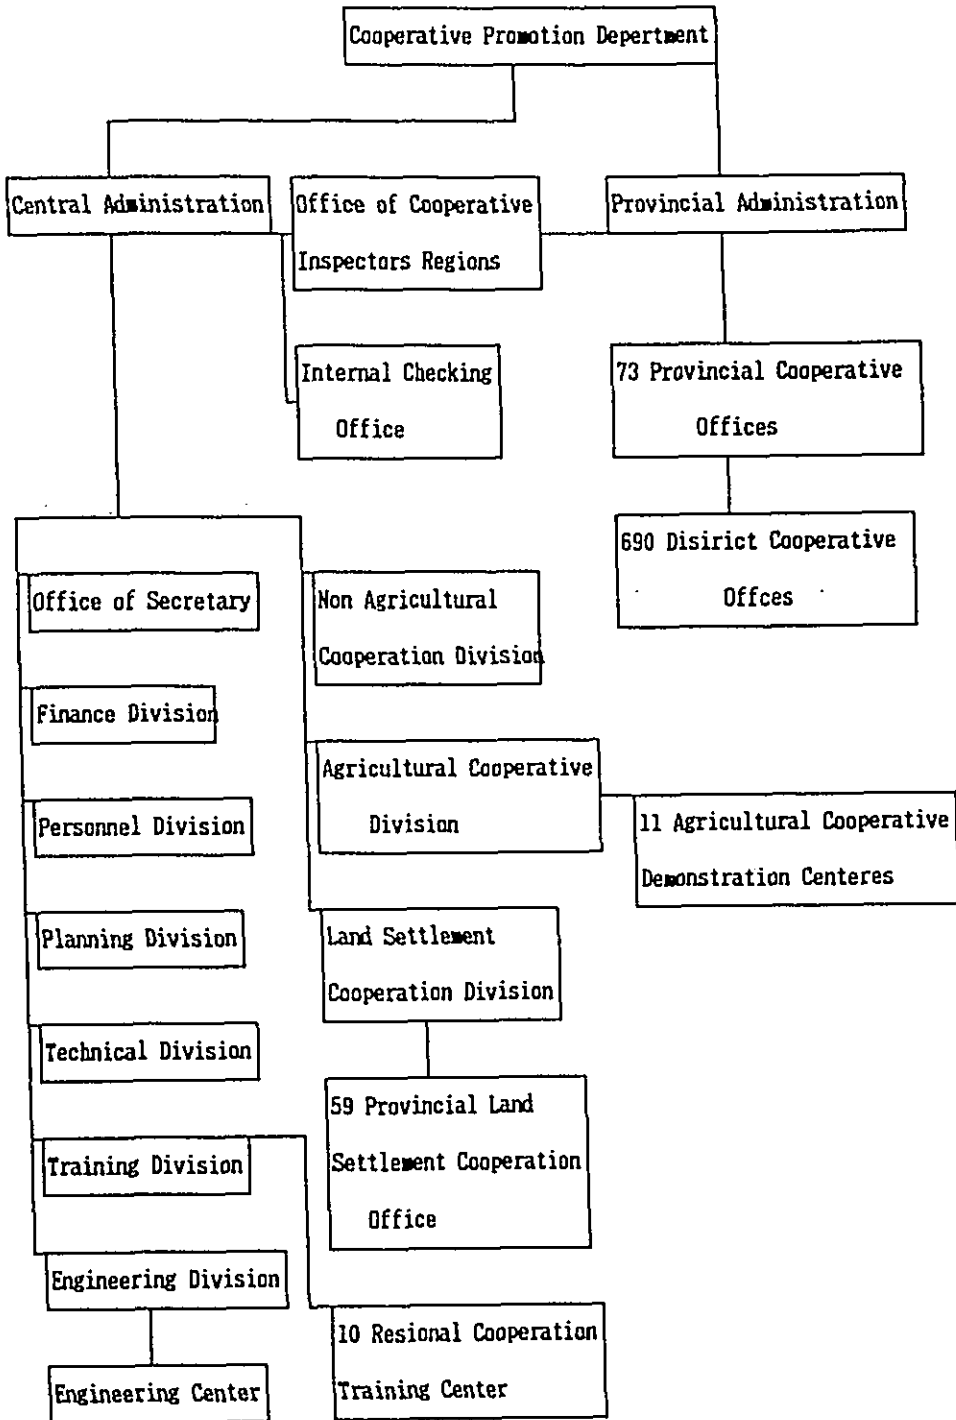 Cooperative Promotion Depertment
Central Administration
Office of Cooperative
Inspectors Regions
Provincial Administration
Internal Checking
Office
73 Provincial Cooperative
Offices
690 Disirict Cooperative
Offces
Office of Secretary
Finance Division
Personnel Division
Planning Division
Technical Division
Training Division
Engineering Division
Engineering Center
Non Agricultural
Cooperation Division
Agricultural Cooperative
Division
11 Agricultural Cooperative
Demonstration Centeres
Land Settlement
Cooperation Division
59 Provincial Land
Settlement Cooperation
Office
10 Resional Cooperation
Training Center